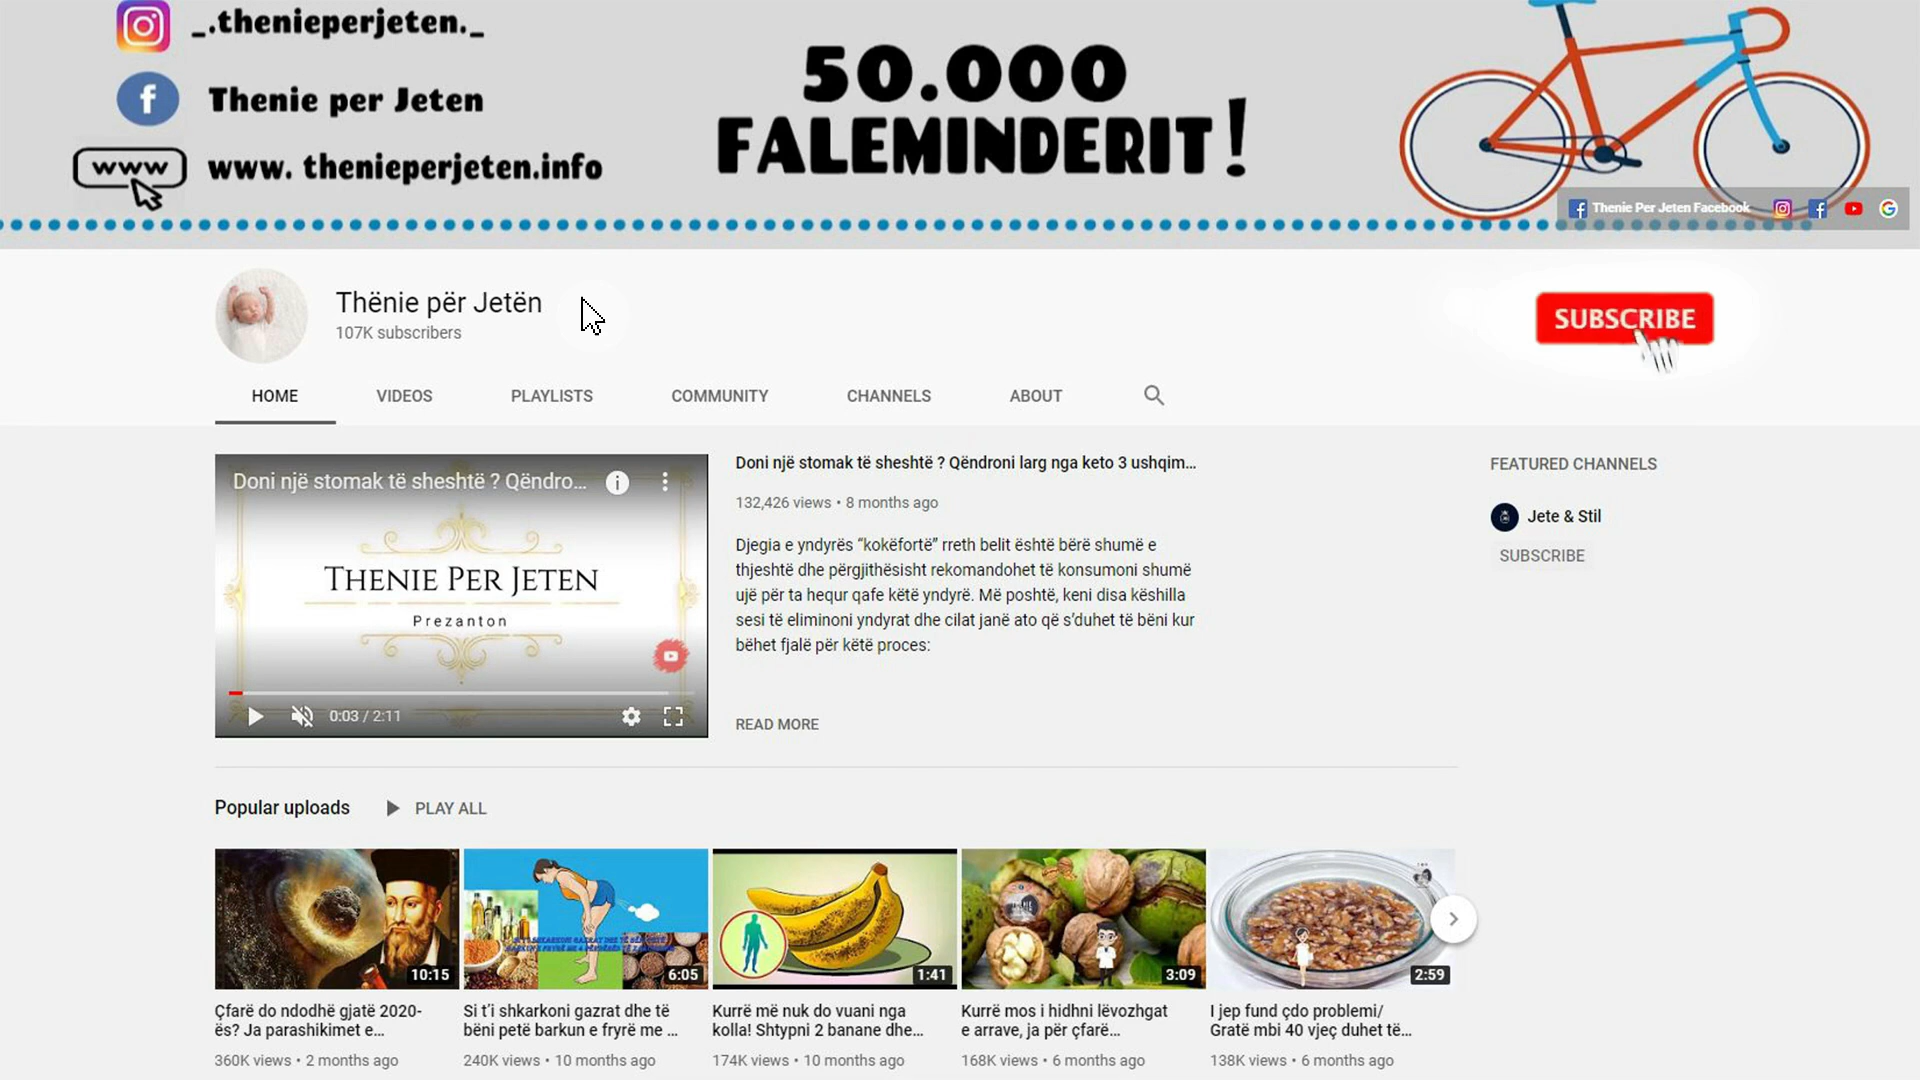 _.thenieperjeten._
Thenie per Jeten
www
www. thenieperjeten.info
50.000
FALEMINDERIT!
Thenie Per Jeten Facebook
Thënie për Jetën
107K subscribers
SUBSCRIBE
HOME
VIDEOS
PLAYLISTS
COMMUNITY
CHANNELS
ABOUT
Doni një stomak të sheshtë ? Qëndro...
THENIE PER JETEN
Prezanton
0:03 / 2:11
Doni një stomak të sheshtë ? Qëndroni larg nga keto 3 ushqim...
132,426 views • 8 months ago
Djegia e yndyrës “kokëfortë” rreth belit është bërë shumë e
thjeshtë dhe përgjithësisht rekomandohet të konsumoni shumë
ujë për ta hequr qafe këtë yndyrë. Më poshtë, keni disa këshilla
sesi të eliminoni yndyrat dhe cilat janë ato që s’duhet të bëni kur
bëhet fjalë për këtë proces:
READ MORE
FEATURED CHANNELS
Jete & Stil
SUBSCRIBE
Popular uploads
PLAY ALL
10:15
6:05
1:41
3:09
2:59
Çfarë do ndodhë gjatë 2020-
ës? Ja parashikimet e...
360K views • 2 months ago
Si t’i shkarkoni gazrat dhe të
bëni petë barkun e fryrë me ...
240K views • 10 months ago
Kurrë më nuk do vuani nga
kolla! Shtypni 2 banane dhe...
174K views • 10 months ago
Kurrë mos i hidhni lëvozhgat
e arrave, ja për çfarë...
168K views • 6 months ago
I jep fund çdo problemi/
Gratë mbi 40 vjeç duhet të...
138K views • 6 months ago